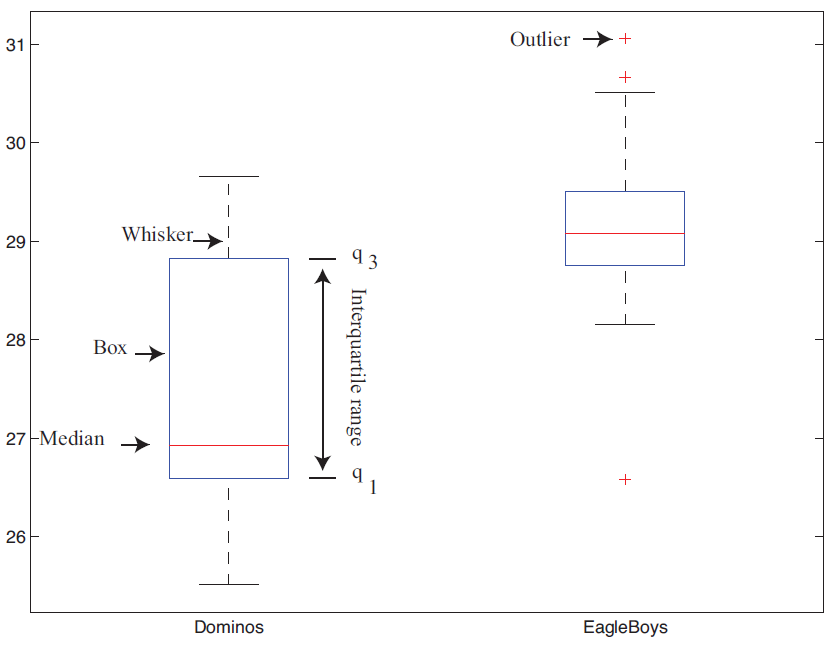 31
30
29
28
27
26
Outlier
Whisker
Box
Median
q 3
Interquartile range
q 1
Dominos
EagleBoys